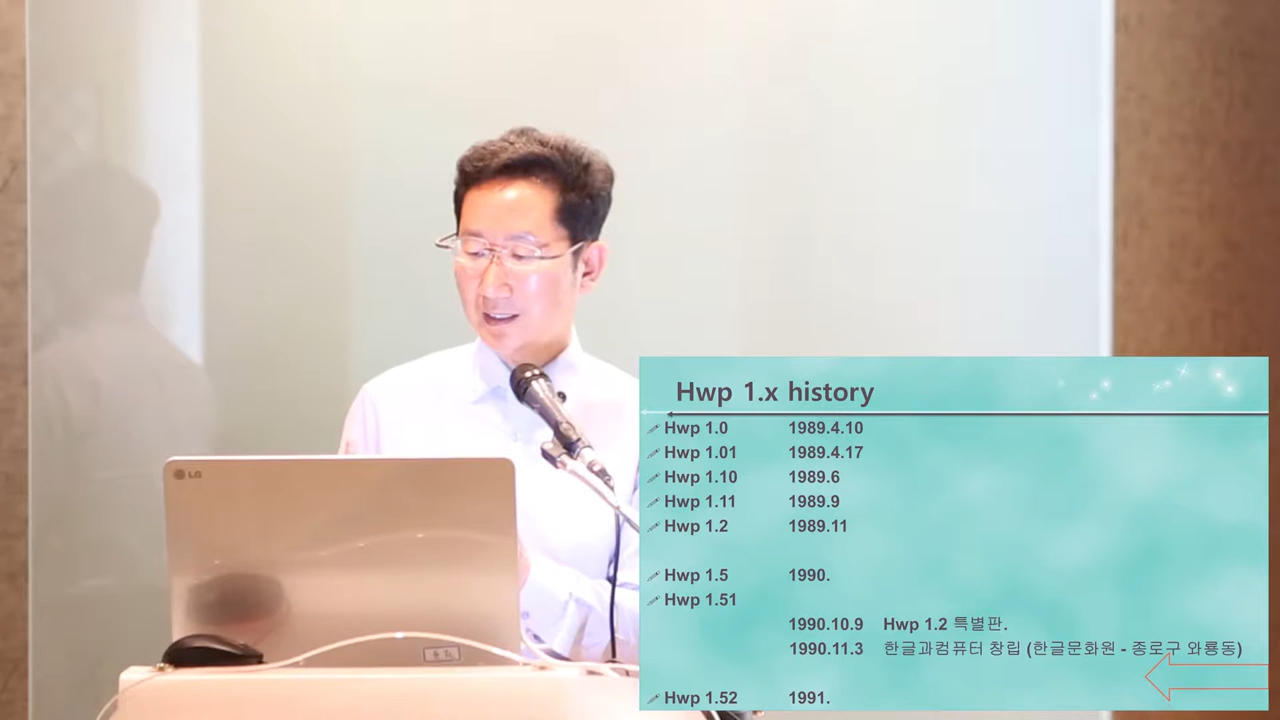 LG
Hwp 1.x history
Hwp 1.0 1989.4.10
Hwp 1.01 1989.4.17
Hwp 1.10 1989.6
Hwp 1.11 1989.9
Hwp 1.2 1989.11
Hwp 1.5 1990.
Hwp 1.51
1990.10.9 Hwp 1.2 특별판.
1990.11.3 한글과컴퓨터 창립 (한글문화원 - 종로구 와룡동)
Hwp 1.52 1991.